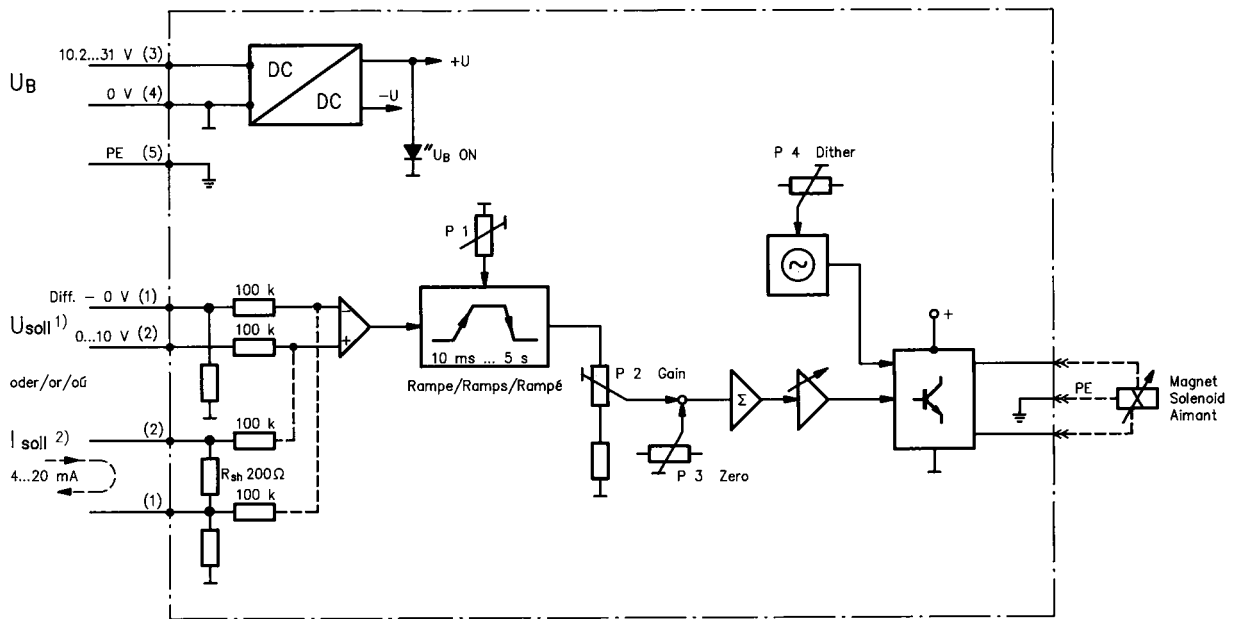 10.2...31 V (3)
U_B
0 V (4)
PE (5)
DC
DC
+U
−U
"U_B ON
P 4 Dither
P 1
Diff. − 0 V (1)
100 k
U_soll 1)
0...10 V (2)
100 k
−
+
10 ms ... 5 s
Rampe/Ramps/Rampé
oder/or/oú
P 2 Gain
Σ
+
PE
Magnet
Solenoid
Aimant
P 3 Zero
I_soll 2)
(2)
100 k
4...20 mA
R_sh 200Ω
100 k
(1)